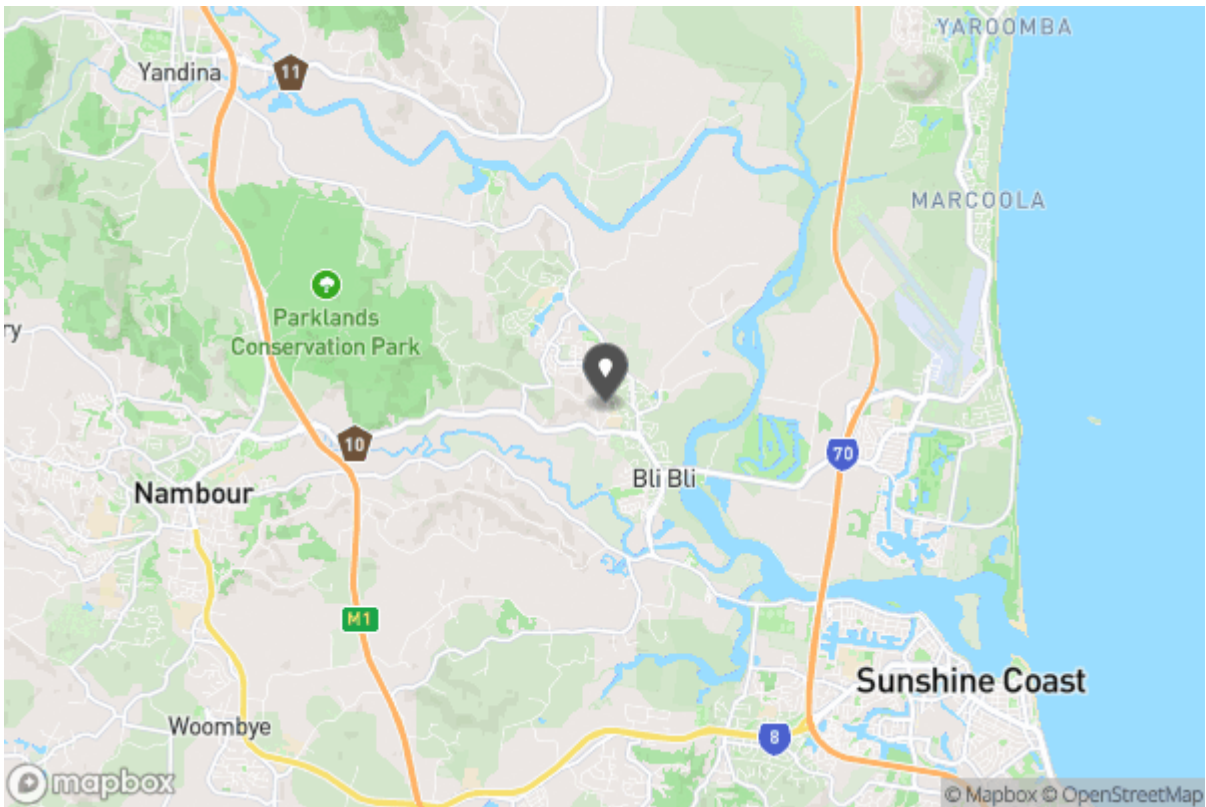 YAROOMBA
Yandina
11
MARCOOLA
Parklands
Conservation Park
ry
10
70
Bli Bli
Nambour
M1
Sunshine Coast
Woombye
8
mapbox
© Mapbox © OpenStreetMap